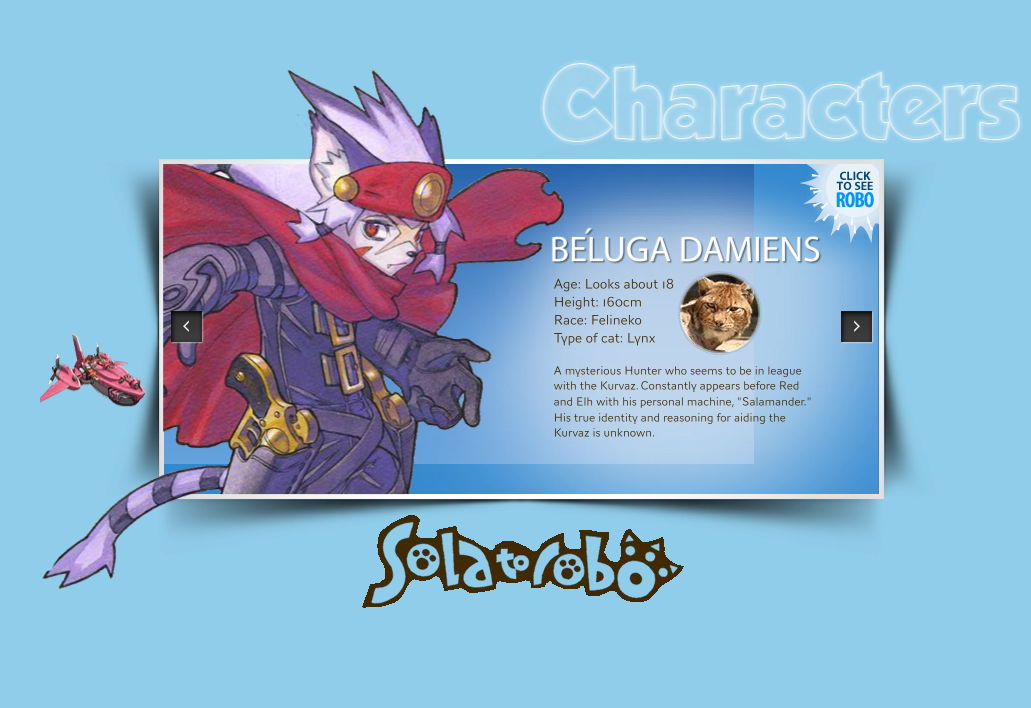 Characters
CLICK
TO SEE
ROBO
BÉLUGA DAMIENS
Age: Looks about 18
Height: 160cm
Race: Felineko
Type of cat: Lynx
A mysterious Hunter who seems to be in league
with the Kurvaz. Constantly appears before Red
and Elh with his personal machine, "Salamander."
His true identity and reasoning for aiding the
Kurvaz is unknown.
Solatorobo